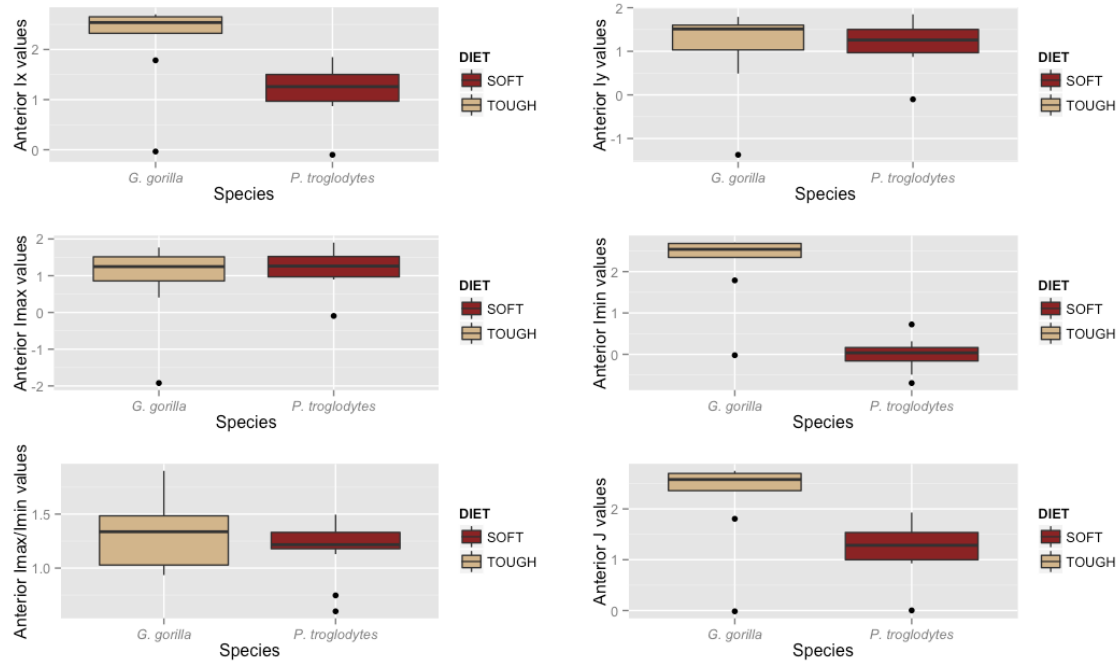 Anterior Ix values
2
1
0
G. gorilla
P. troglodytes
Species
DIET
SOFT
TOUGH
Anterior Iy values
2
1
0
-1
G. gorilla
P. troglodytes
Species
DIET
SOFT
TOUGH
Anterior Imax values
2
1
0
-1
-2
G. gorilla
P. troglodytes
Species
DIET
SOFT
TOUGH
Anterior Imin values
2
1
0
G. gorilla
P. troglodytes
Species
DIET
SOFT
TOUGH
Anterior Imax/Imin values
1.5
1.0
G. gorilla
P. troglodytes
Species
DIET
SOFT
TOUGH
Anterior J values
2
1
0
G. gorilla
P. troglodytes
Species
DIET
SOFT
TOUGH